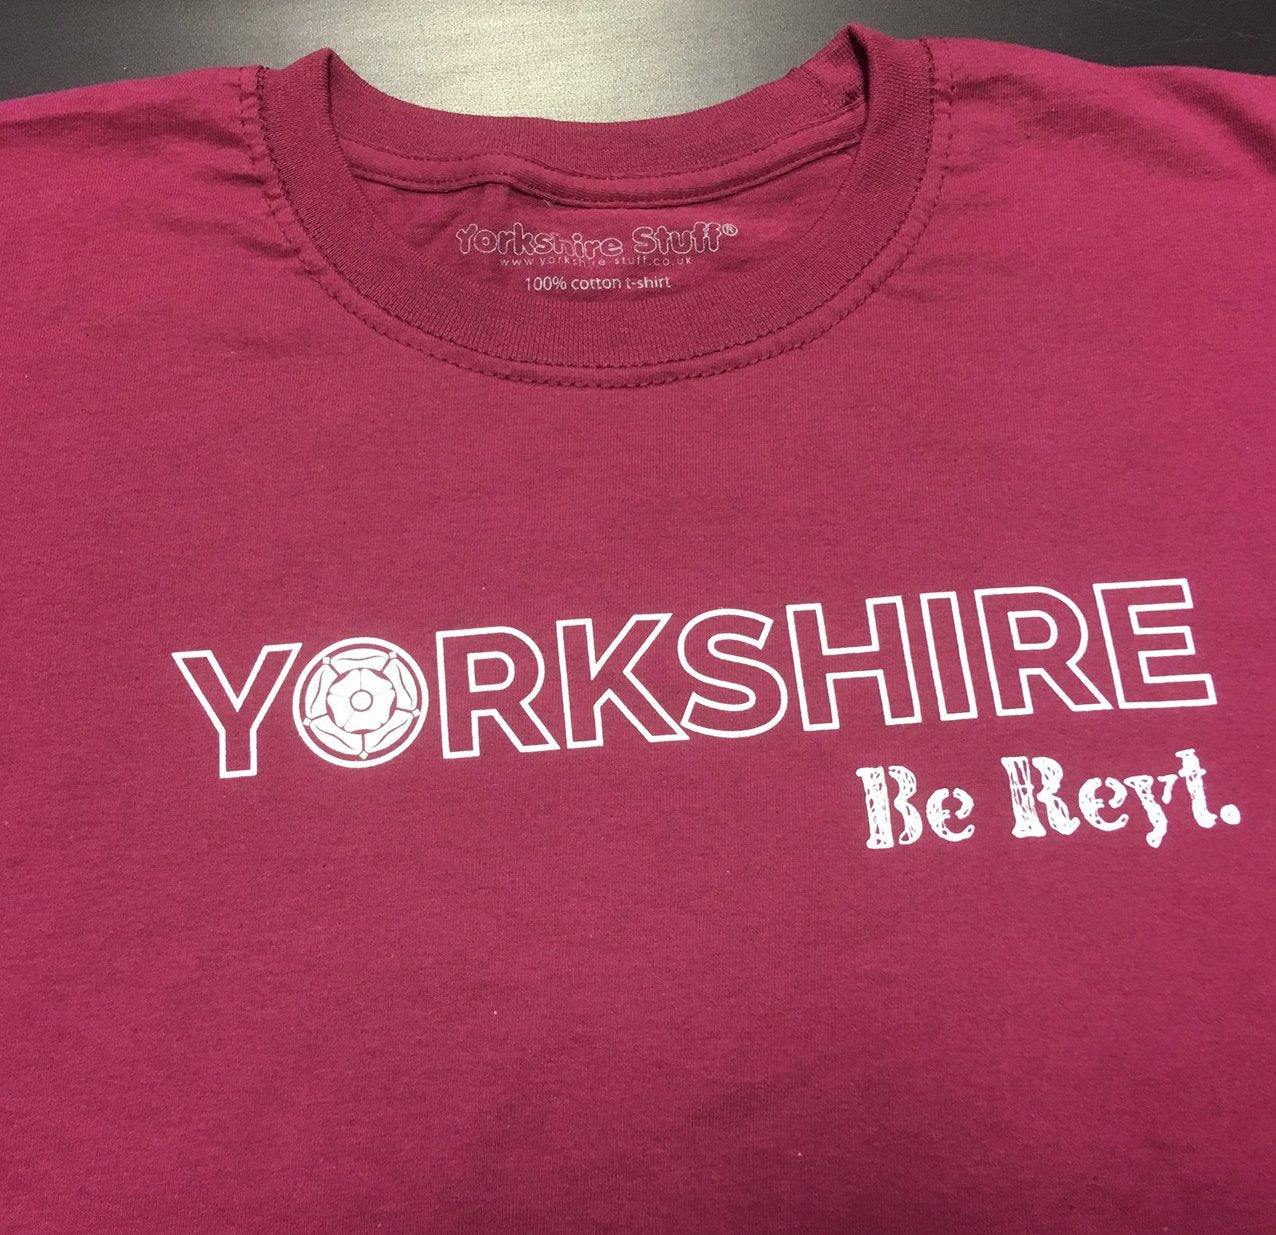 Yorkshire Stuff®
www.yorkshire-stuff.co.uk
100% cotton t-shirt
YORKSHIRE
Be Reyt.